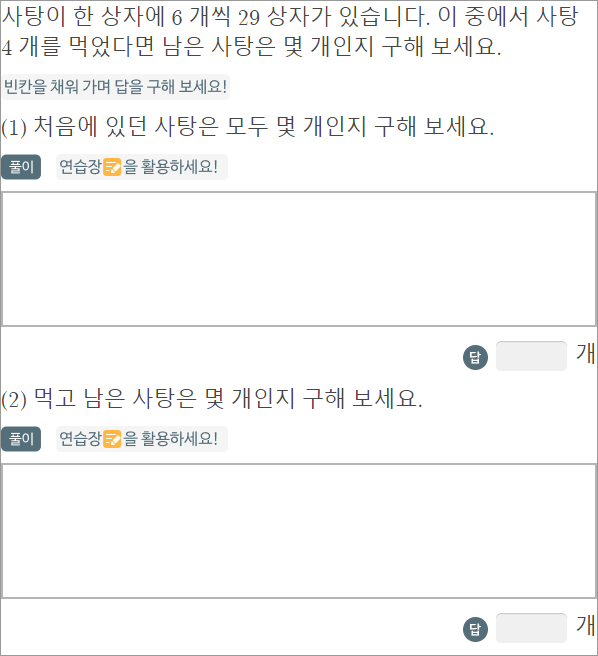 사탕이 한 상자에 6 개씩 29 상자가 있습니다. 이 중에서 사탕
4 개를 먹었다면 남은 사탕은 몇 개인지 구해 보세요.
빈칸을 채워 가며 답을 구해 보세요!
(1) 처음에 있던 사탕은 모두 몇 개인지 구해 보세요.
풀이 연습장을 활용하세요!
답 개
(2) 먹고 남은 사탕은 몇 개인지 구해 보세요.
풀이 연습장을 활용하세요!
답 개